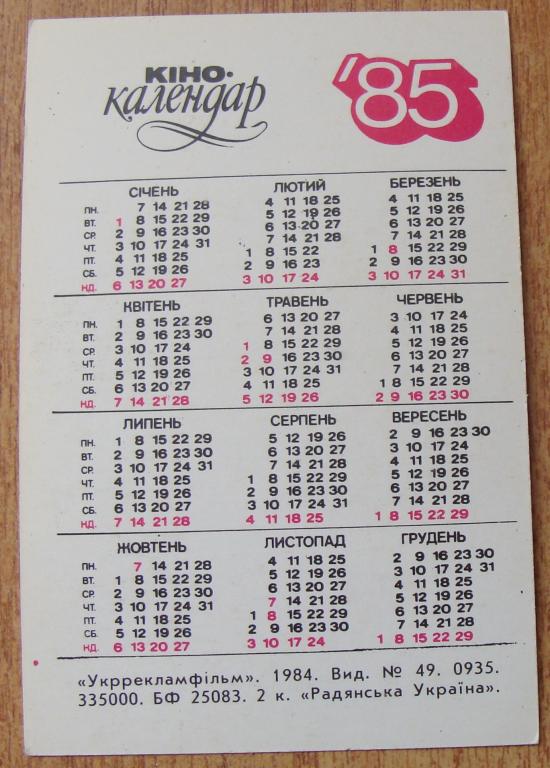 КІНО-
календар
'85
СІЧЕНЬ ЛЮТИЙ БЕРЕЗЕНЬ
ПН. 7 14 21 28 4 11 18 25 4 11 18 25
ВТ. 1 8 15 22 29 5 12 19 26 5 12 19 26
СР. 2 9 16 23 30 6 13 20 27 6 13 20 27
ЧТ. 3 10 17 24 31 7 14 21 28 7 14 21 28
ПТ. 4 11 18 25 1 8 15 22 1 8 15 22 29
СБ. 5 12 19 26 2 9 16 23 2 9 16 23 30
НД. 6 13 20 27 3 10 17 24 3 10 17 24 31
КВІТЕНЬ ТРАВЕНЬ ЧЕРВЕНЬ
ПН. 1 8 15 22 29 6 13 20 27 3 10 17 24
ВТ. 2 9 16 23 30 7 14 21 28 4 11 18 25
СР. 3 10 17 24 1 8 15 22 29 5 12 19 26
ЧТ. 4 11 18 25 2 9 16 23 30 6 13 20 27
ПТ. 5 12 19 26 3 10 17 24 31 7 14 21 28
СБ. 6 13 20 27 4 11 18 25 1 8 15 22 29
НД. 7 14 21 28 5 12 19 26 2 9 16 23 30
ЛИПЕНЬ СЕРПЕНЬ ВЕРЕСЕНЬ
ПН. 1 8 15 22 29 5 12 19 26 2 9 16 23 30
ВТ. 2 9 16 23 30 6 13 20 27 3 10 17 24
СР. 3 10 17 24 31 7 14 21 28 4 11 18 25
ЧТ. 4 11 18 25 1 8 15 22 29 5 12 19 26
ПТ. 5 12 19 26 2 9 16 23 30 6 13 20 27
СБ. 6 13 20 27 3 10 17 24 31 7 14 21 28
НД. 7 14 21 28 4 11 18 25 1 8 15 22 29
ЖОВТЕНЬ ЛИСТОПАД ГРУДЕНЬ
ПН. 7 14 21 28 4 11 18 25 2 9 16 23 30
ВТ. 1 8 15 22 29 5 12 19 26 3 10 17 24 31
СР. 2 9 16 23 30 6 13 20 27 4 11 18 25
ЧТ. 3 10 17 24 31 7 14 21 28 5 12 19 26
ПТ. 4 11 18 25 1 8 15 22 29 6 13 20 27
СБ. 5 12 19 26 2 9 16 23 30 7 14 21 28
НД. 6 13 20 27 3 10 17 24 1 8 15 22 29
«Укррекламфільм». 1984. Вид. № 49. 0935.
335000. БФ 25083. 2 к. «Радянська Україна».